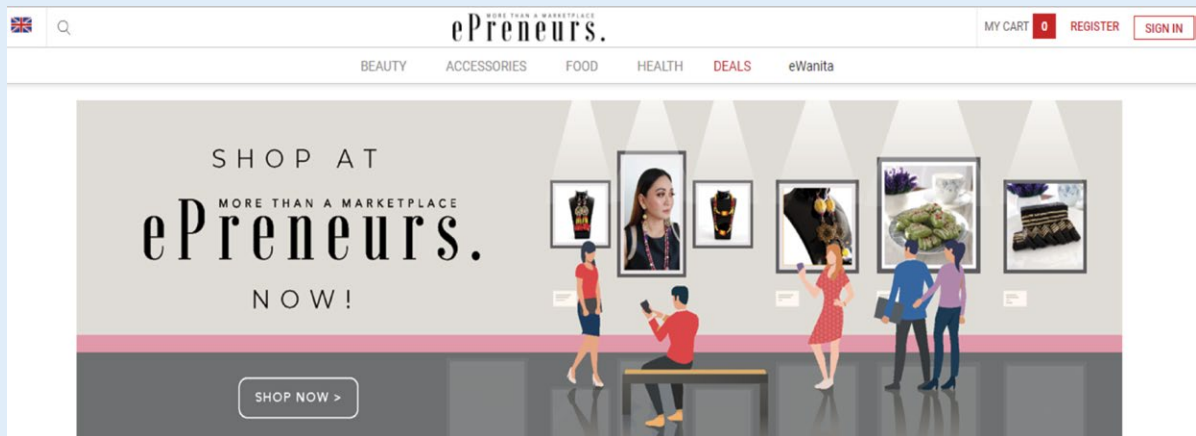 MORE THAN A MARKETPLACE
ePreneurs.
MY CART 0 REGISTER SIGN IN
BEAUTY ACCESSORIES FOOD HEALTH DEALS eWanita
SHOP AT
MORE THAN A MARKETPLACE
ePreneurs.
NOW!
SHOP NOW >